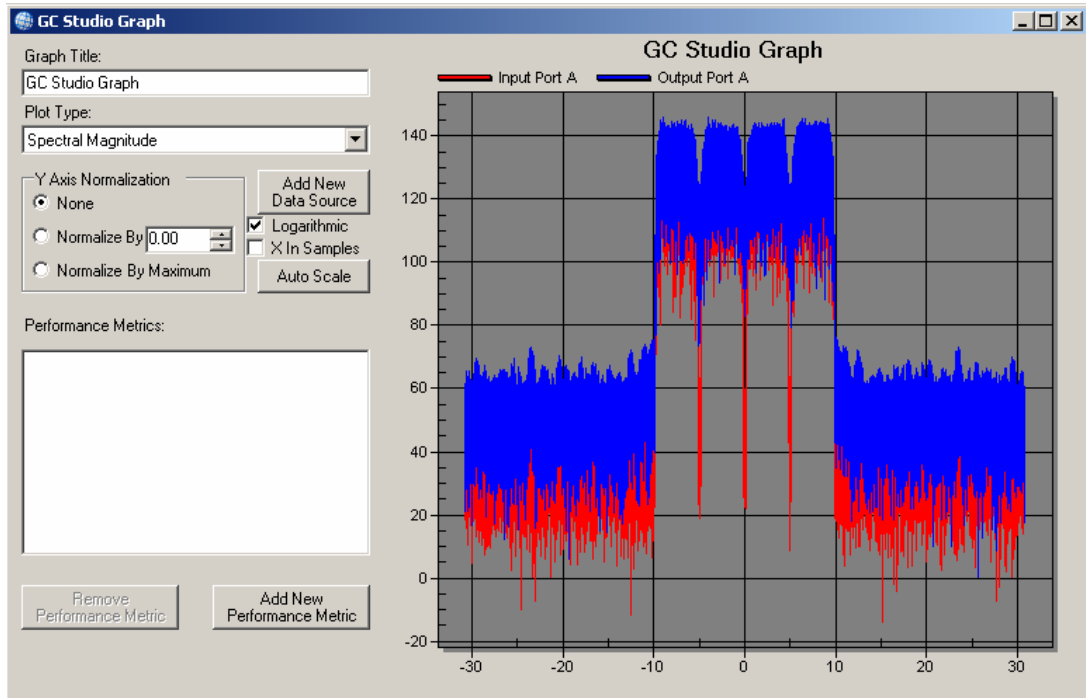 GC Studio Graph
Graph Title:
GC Studio Graph
Plot Type:
Spectral Magnitude
Y Axis Normalization
None
Normalize By 0.00
Normalize By Maximum
Add New
Data Source
Logarithmic
X In Samples
Auto Scale
Performance Metrics:
Remove
Performance Metric
Add New
Performance Metric
GC Studio Graph
Input Port A
Output Port A
140
120
100
80
60
40
20
0
-20
-30
-20
-10
0
10
20
30